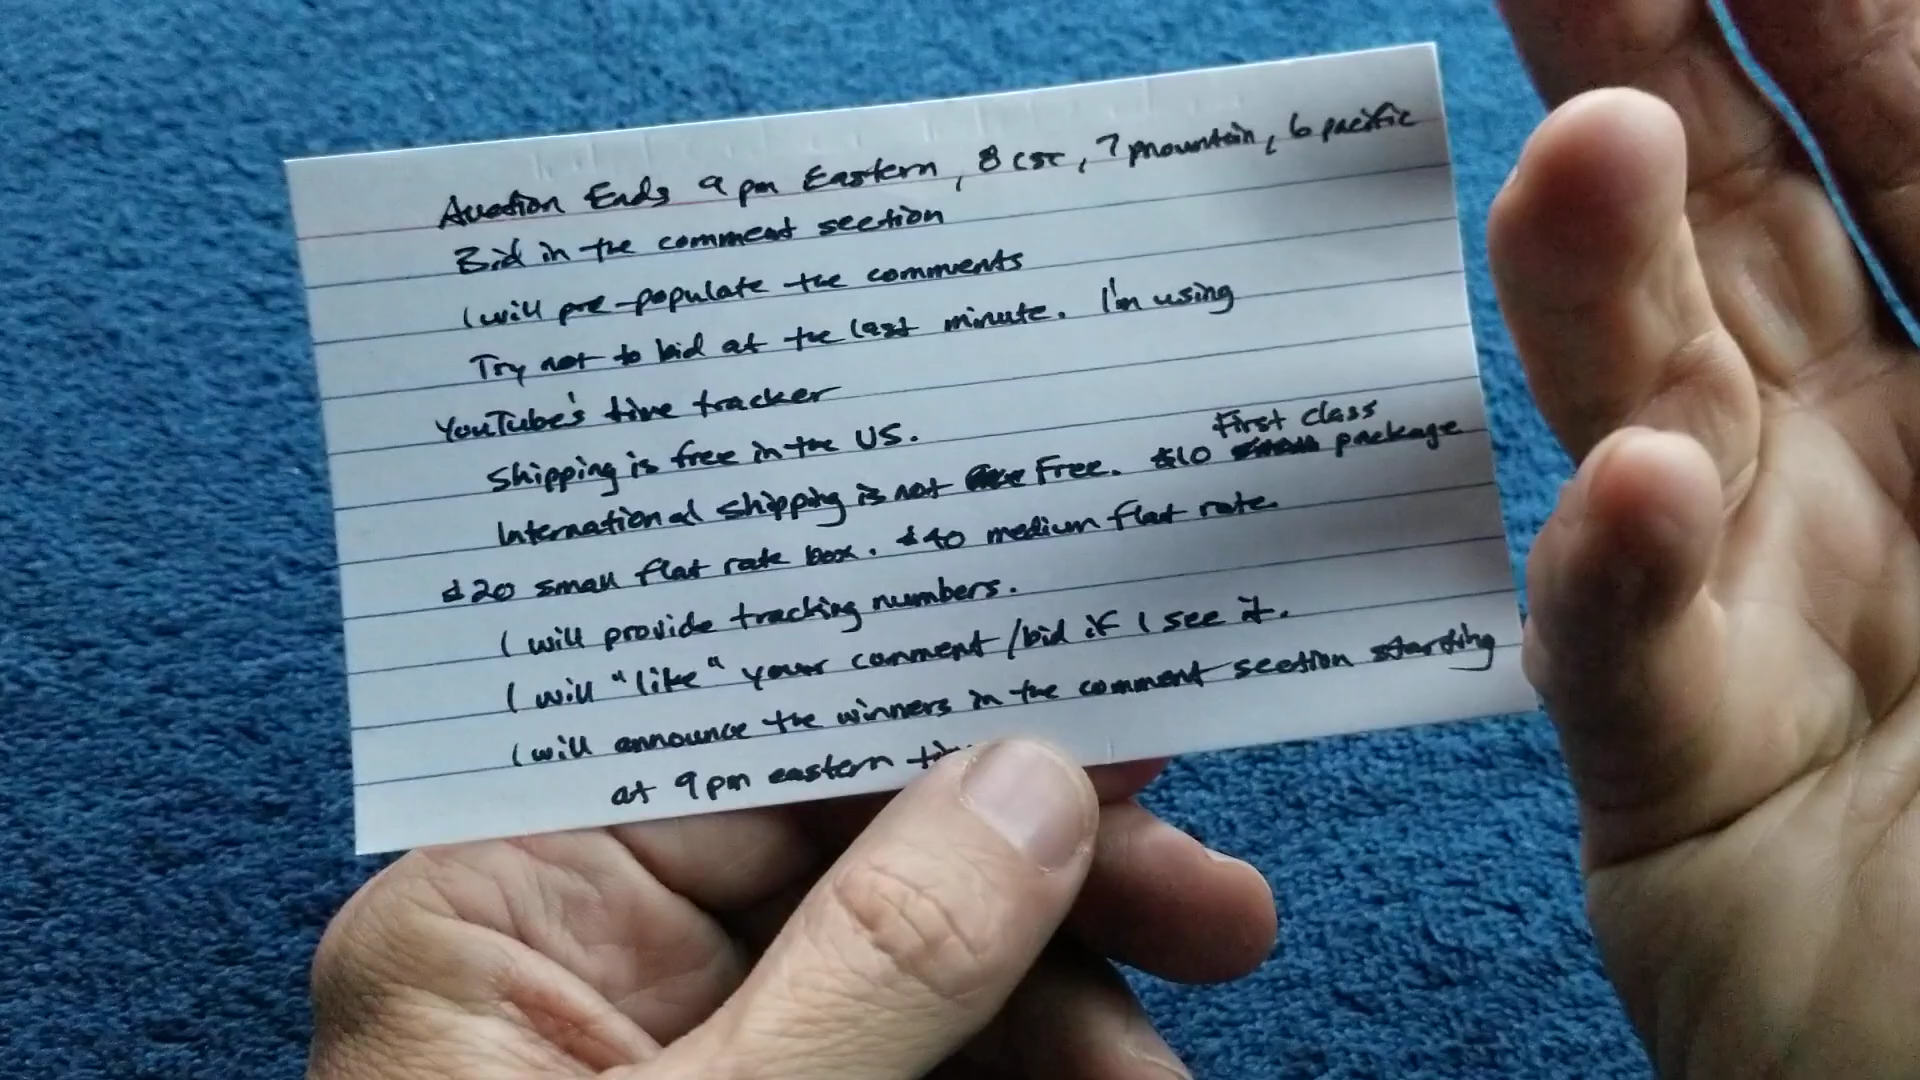 Auction Ends 9 pm Eastern, 8 CST, 7 mountain, 6 pacific
Bid in the comment section
I will pre-populate the comments
Try not to bid at the last minute. I'm using
YouTube's time tracker
Shipping is free in the US.
International shipping is not Free. $10 First class package
$20 small flat rate box. $40 medium flat rate.
I will provide tracking numbers.
I will "like" your comment/bid if I see it.
I will announce the winners in the comment section starting
at 9 pm eastern